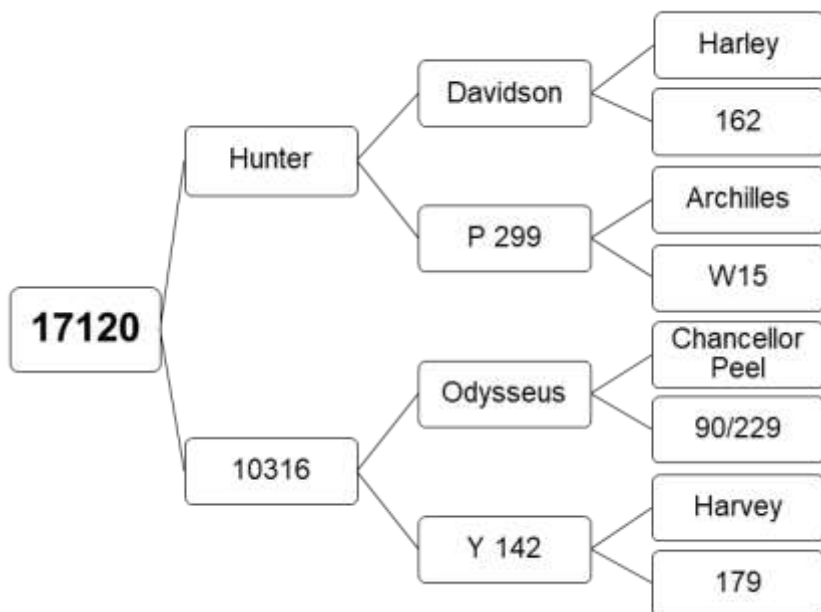 Harley
Davidson
162
Hunter
Archilles
P 299
W15
17120
Chancellor
Peel
Odysseus
90/229
10316
Harvey
Y 142
179